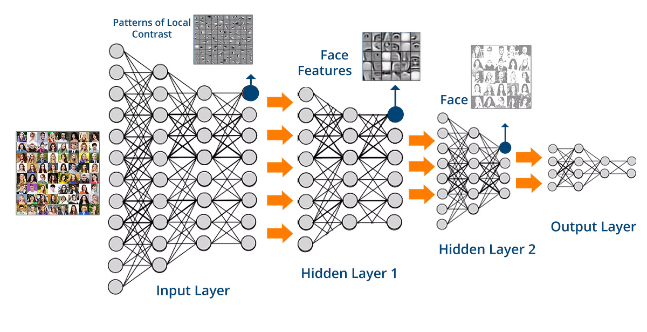 Patterns of Local
Contrast
Face
Features
Face
Input Layer
Hidden Layer 1
Hidden Layer 2
Output Layer